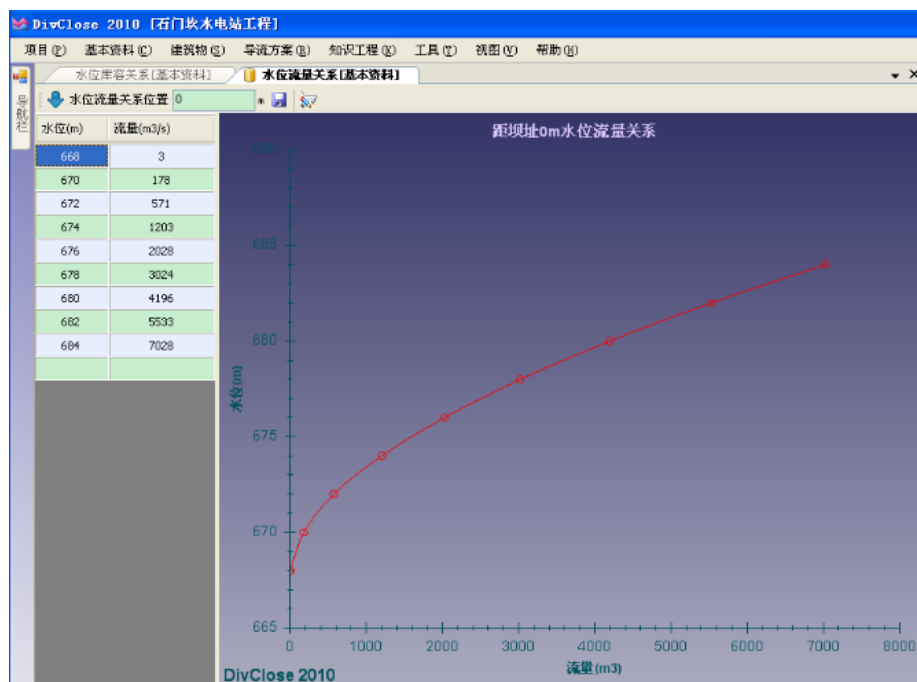 DivClose 2010 [石门坎水电站工程]
项目(P) 基本资料(C) 建筑物(S) 导流方案(R) 知识工程(K) 工具(T) 视图(V) 帮助(H)
水位库容关系[基本资料] 水位流量关系[基本资料]
导航栏
水位流量关系位置 0 m
水位(m) 流量(m3/s)
668 3
670 178
672 571
674 1203
676 2028
678 3024
680 4196
682 5533
684 7028
距坝址0m水位流量关系
690
685
680
675
670
665
水位(m)
0 1000 2000 3000 4000 5000 6000 7000 8000
流量(m3)
DivClose 2010